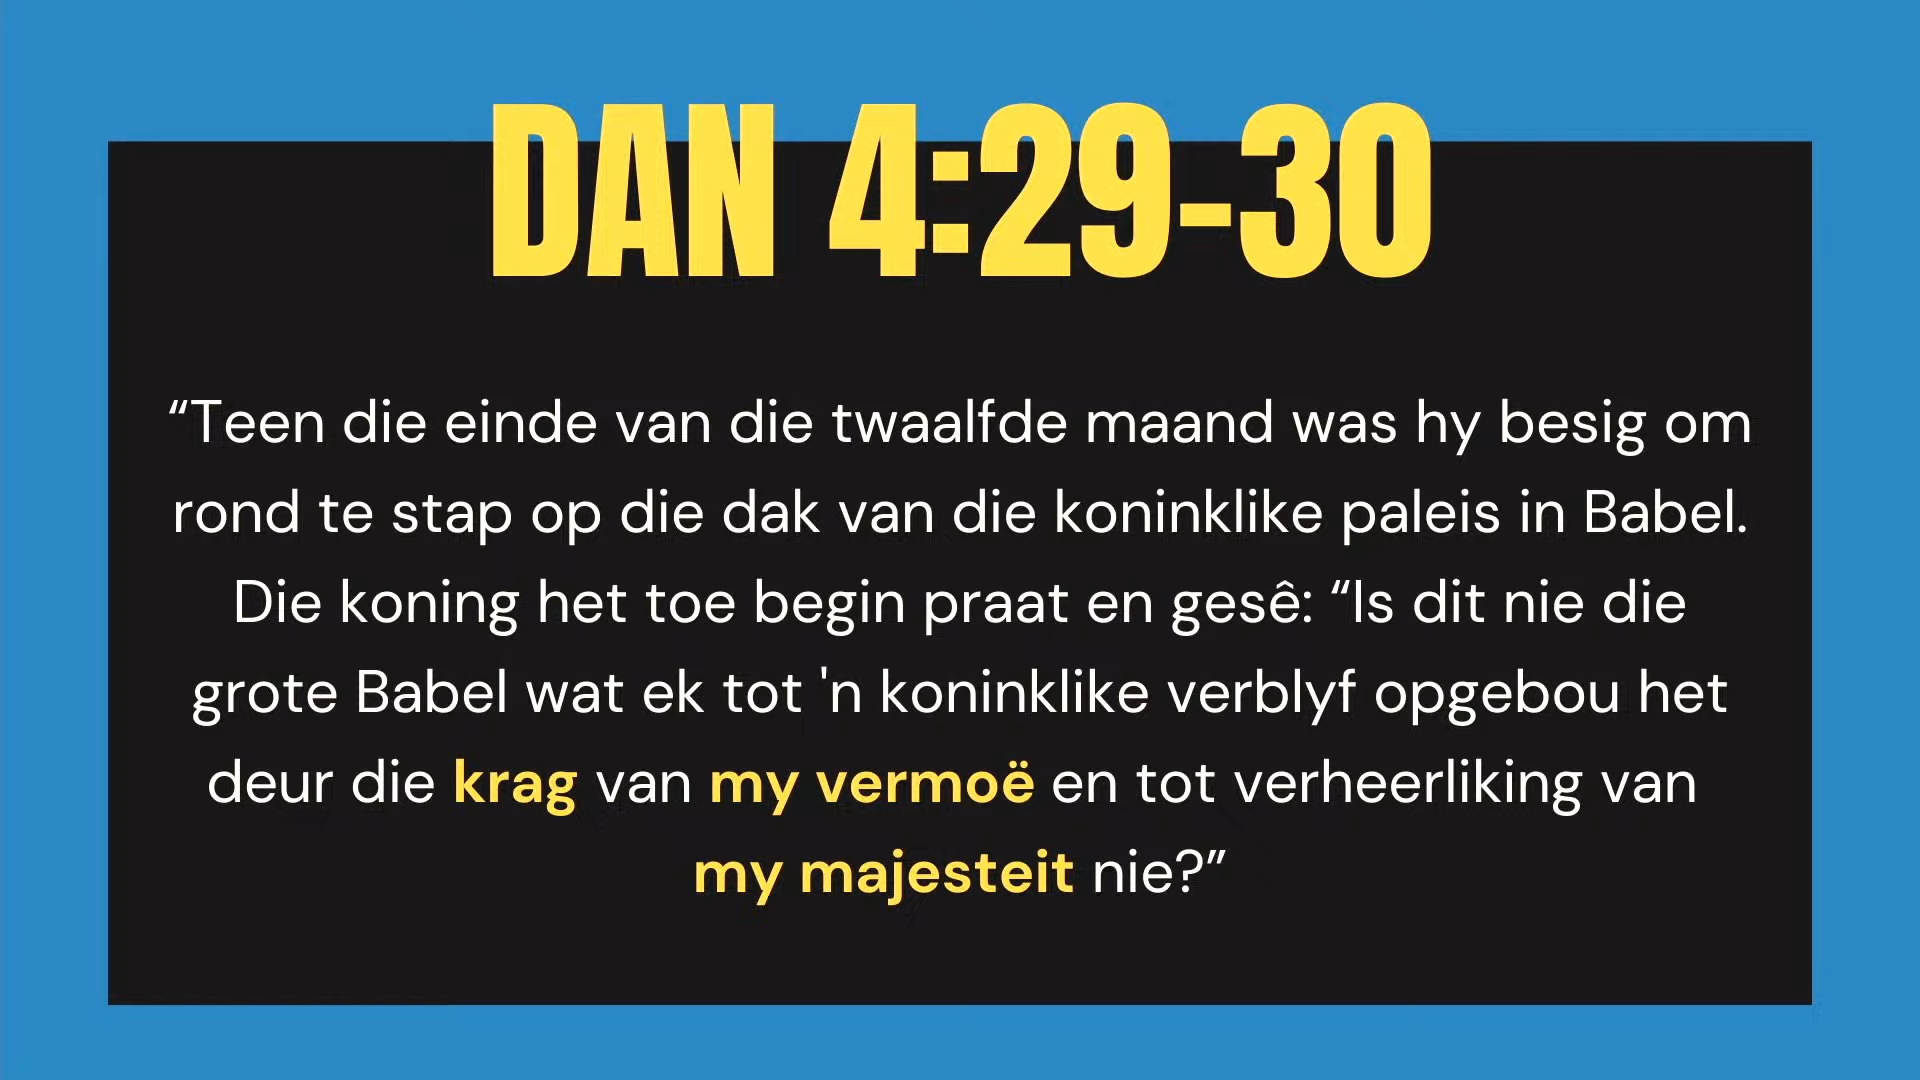 DAN 4:29-30
“Teen die einde van die twaalfde maand was hy besig om
rond te stap op die dak van die koninklike paleis in Babel.
Die koning het toe begin praat en gesê: “Is dit nie die
grote Babel wat ek tot 'n koninklike verblyf opgebou het
deur die krag van my vermoë en tot verheerliking van
my majesteit nie?”